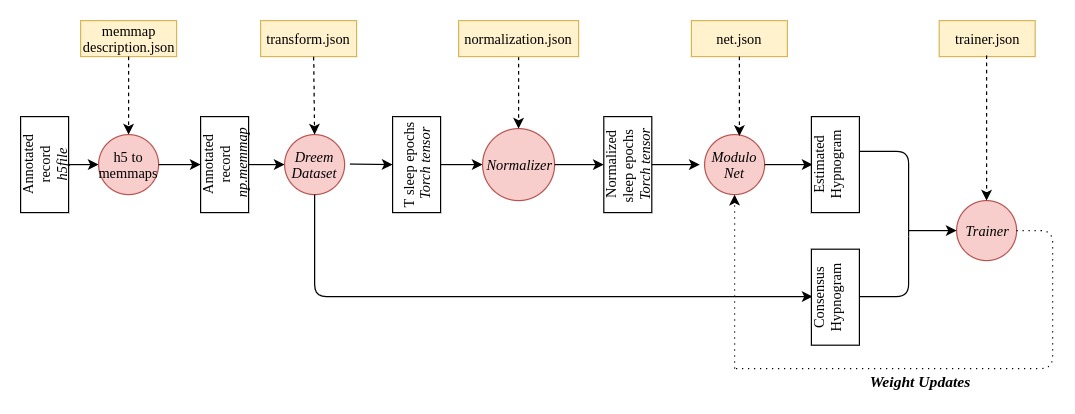 memmap
description.json
transform.json
normalization.json
net.json
trainer.json
Annotated
record
h5file
h5 to
memmaps
Annotated
record
np.memmap
Dreem
Dataset
T sleep epochs
Torch tensor
Normalizer
Normalized
sleep epochs
Torch tensor
Modulo
Net
Estimated
Hypnogram
Trainer
Consensus
Hypnogram
Weight Updates